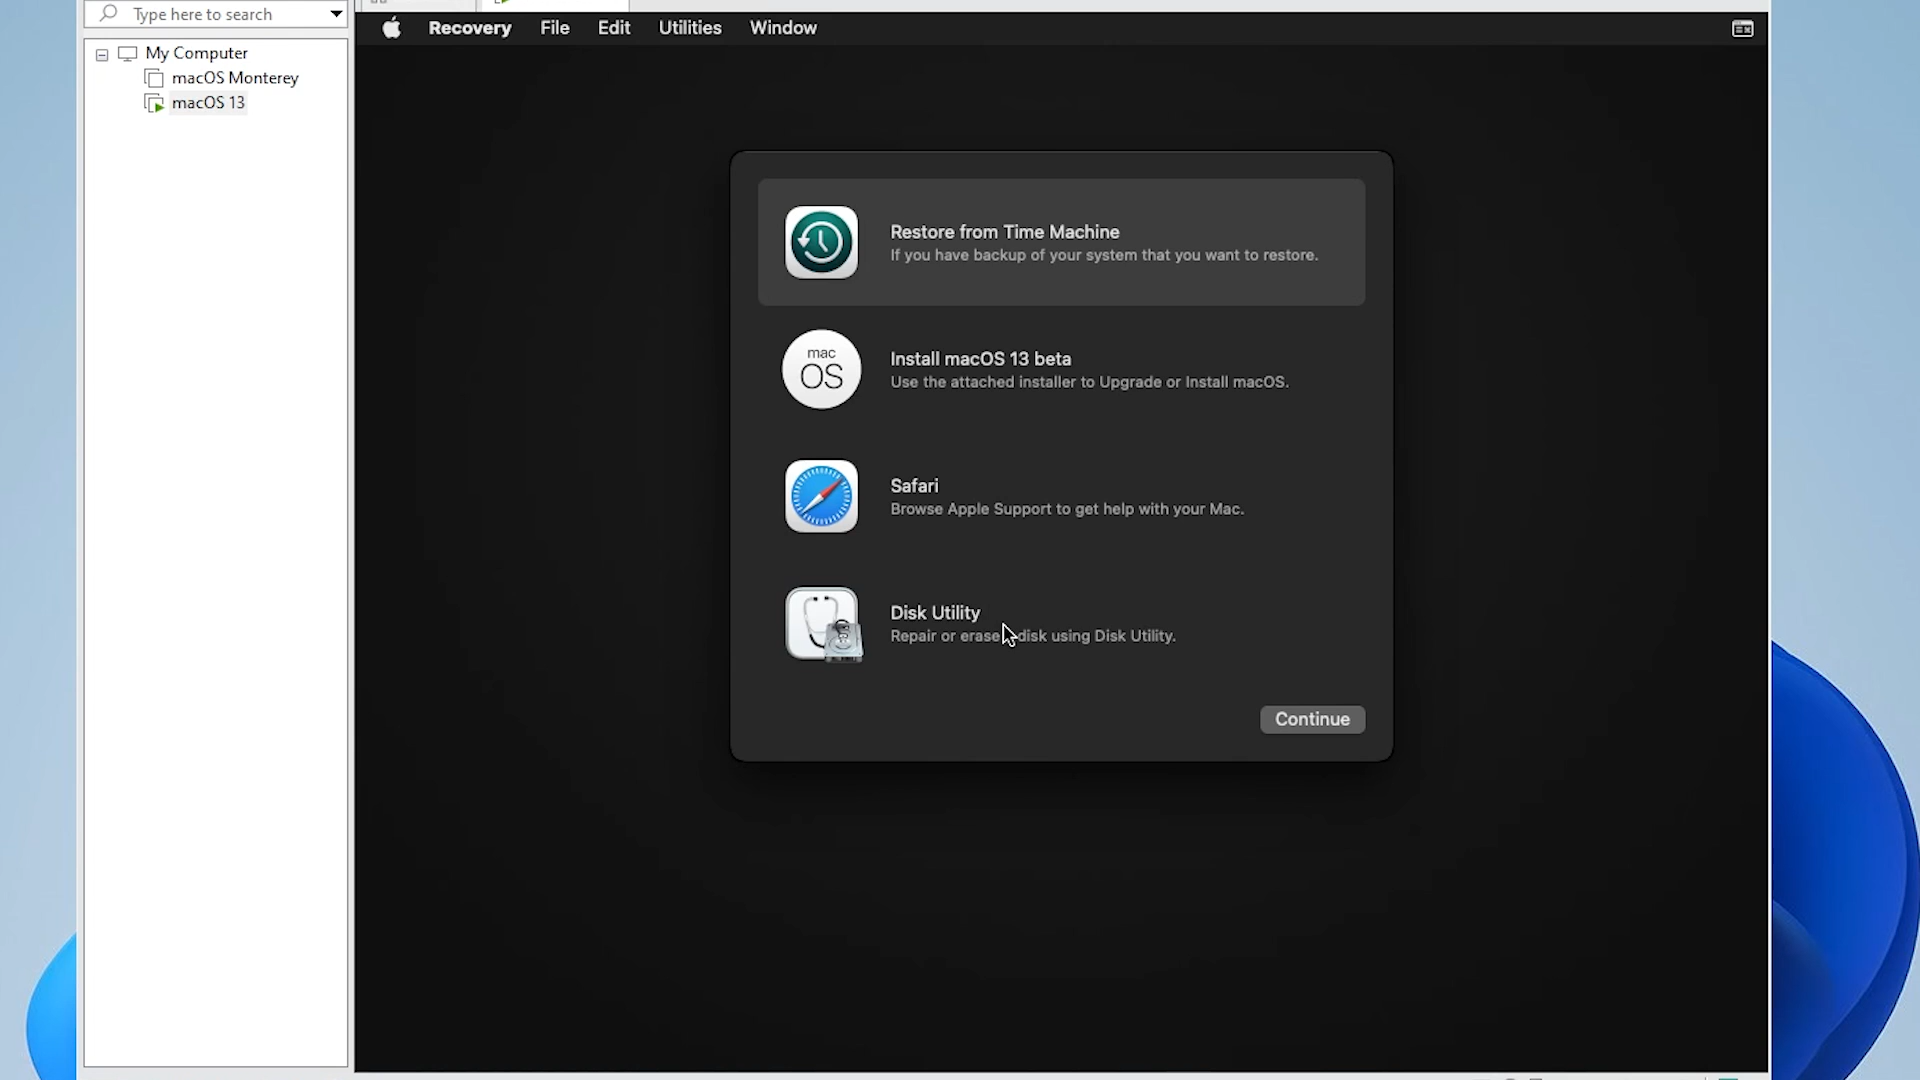 Type here to search
My Computer
macOS Monterey
macOS 13
Recovery File Edit Utilities Window
Restore from Time Machine
If you have backup of your system that you want to restore.
mac
OS
Install macOS 13 beta
Use the attached installer to Upgrade or Install macOS.
Safari
Browse Apple Support to get help with your Mac.
Disk Utility
Repair or erase disk using Disk Utility.
Continue